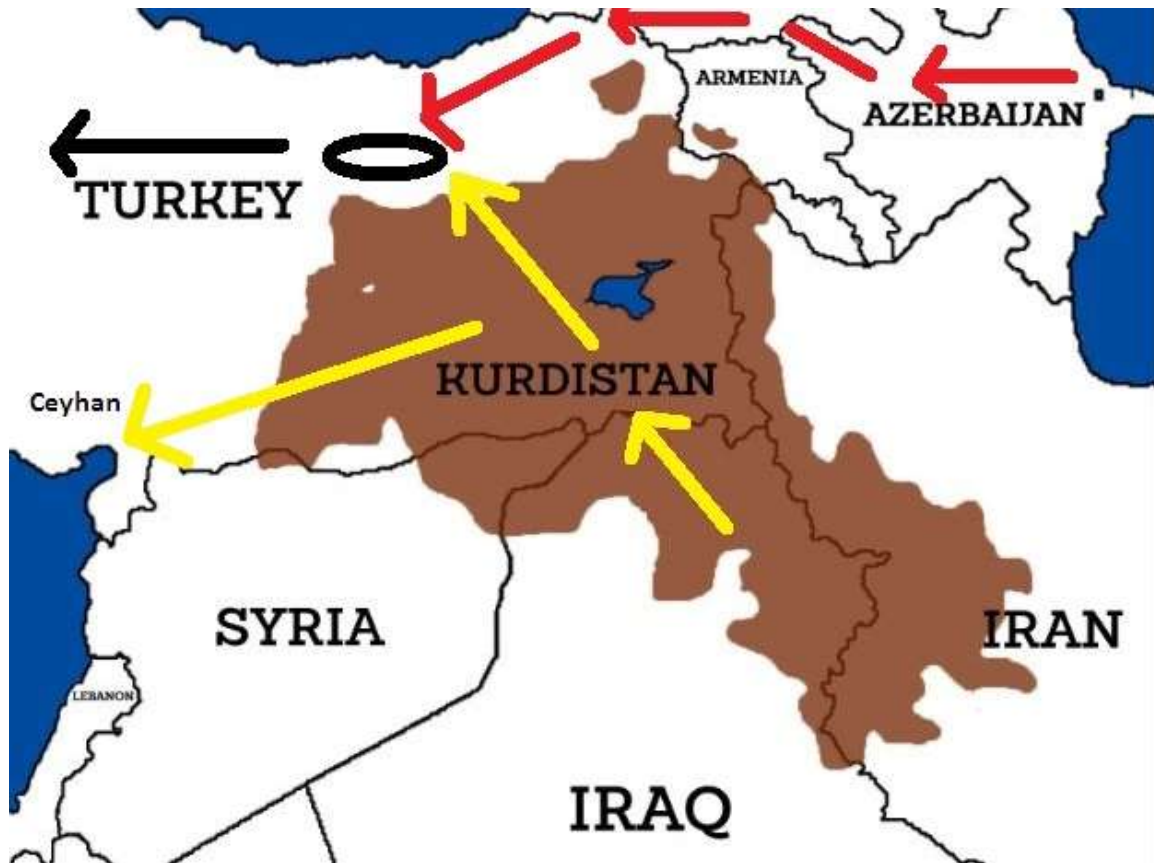 ARMENIA
AZERBAIJAN
TURKEY
KURDISTAN
Ceyhan
SYRIA
IRAN
LEBANON
IRAQ